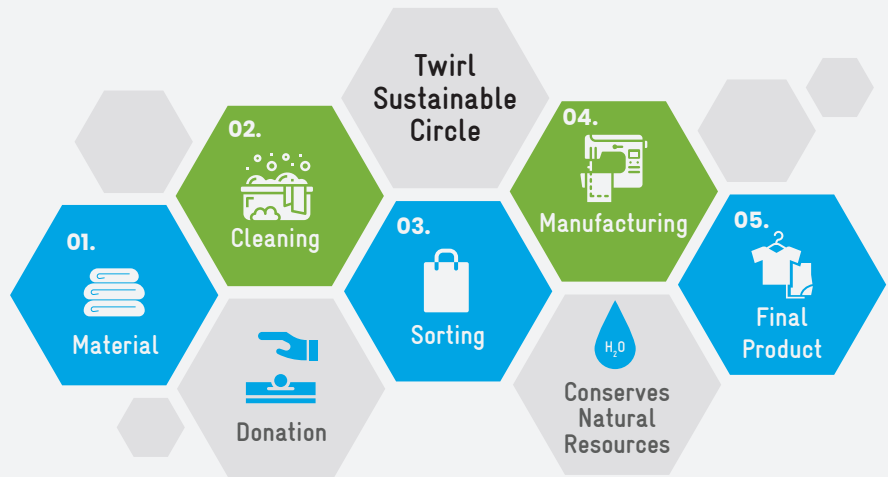 Twirl
Sustainable
Circle
01.
Material
02.
Cleaning
Donation
03.
Sorting
04.
Manufacturing
H₂O
Conserves
Natural
Resources
05.
Final
Product